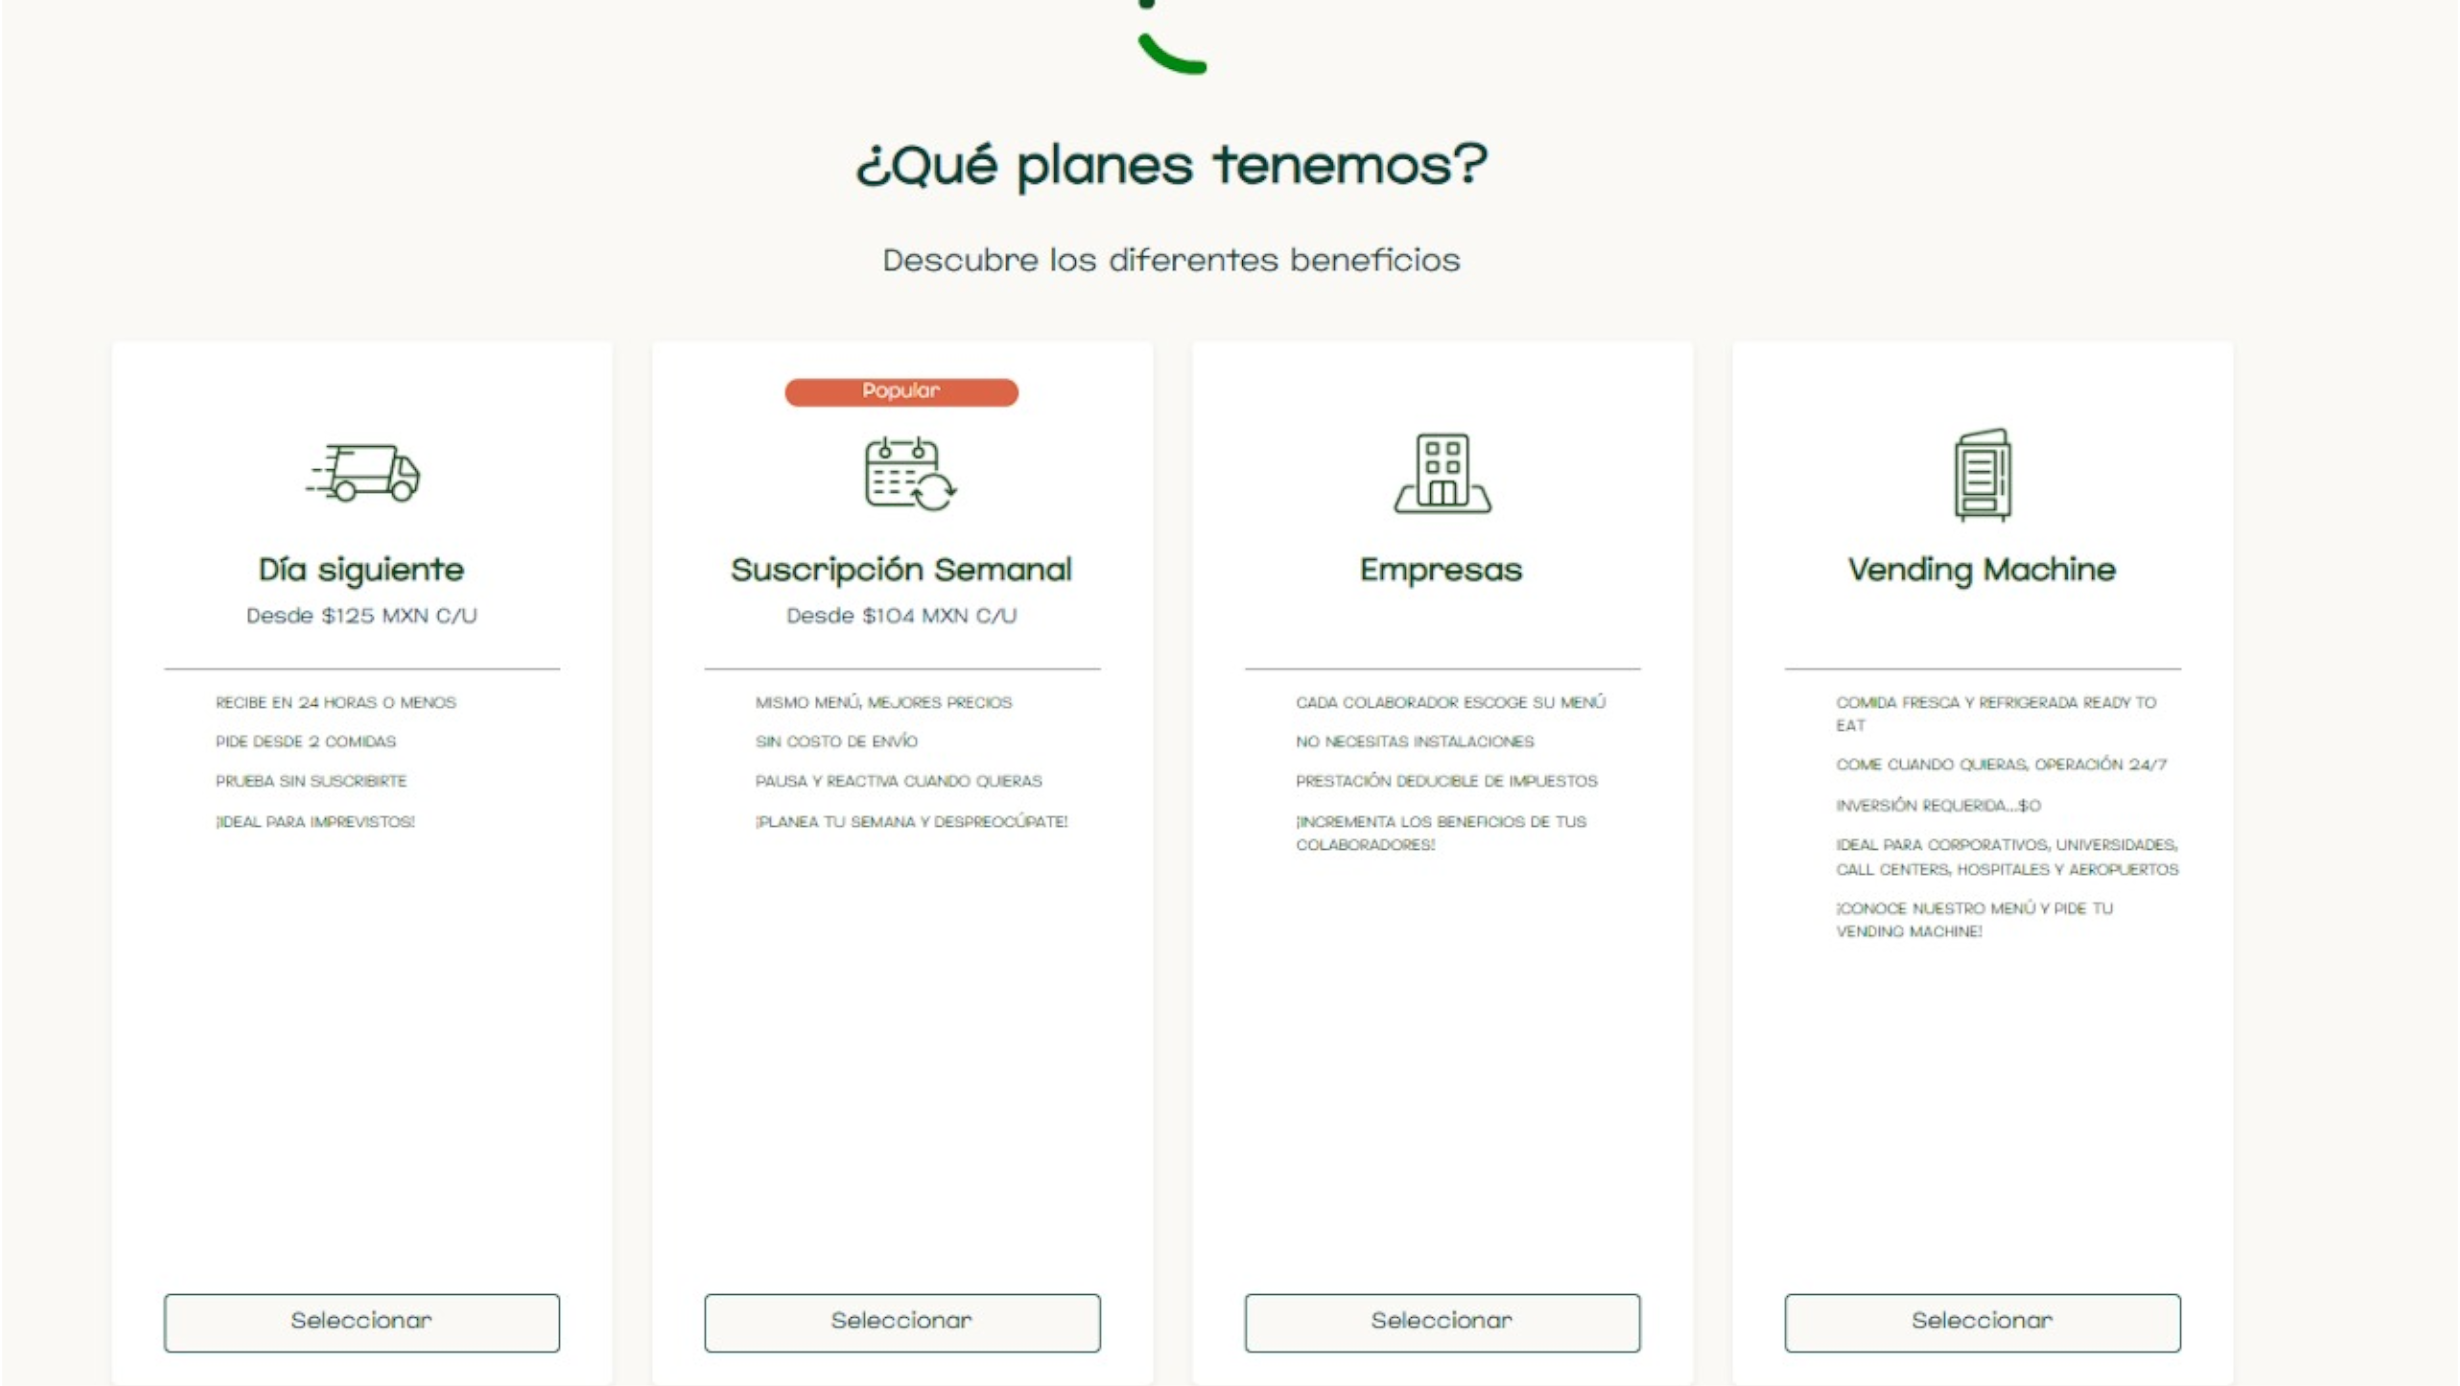 ¿Qué planes tenemos?
Descubre los diferentes beneficios
Día siguiente
Desde $125 MXN C/U
RECIBE EN 24 HORAS O MENOS
PIDE DESDE 2 COMIDAS
PRUEBA SIN SUSCRIBIRTE
¡IDEAL PARA IMPREVISTOS!
Seleccionar
Popular
Suscripción Semanal
Desde $104 MXN C/U
MISMO MENÚ, MEJORES PRECIOS
SIN COSTO DE ENVÍO
PAUSA Y REACTIVA CUANDO QUIERAS
¡PLANEA TU SEMANA Y DESPREOCÚPATE!
Seleccionar
Empresas
CADA COLABORADOR ESCOGE SU MENÚ
NO NECESITAS INSTALACIONES
PRESTACIÓN DEDUCIBLE DE IMPUESTOS
¡INCREMENTA LOS BENEFICIOS DE TUS
COLABORADORES!
Seleccionar
Vending Machine
COMIDA FRESCA Y REFRIGERADA READY TO
EAT
COME CUANDO QUIERAS, OPERACIÓN 24/7
INVERSIÓN REQUERIDA...$0
IDEAL PARA CORPORATIVOS, UNIVERSIDADES,
CALL CENTERS, HOSPITALES Y AEROPUERTOS
¡CONOCE NUESTRO MENÚ Y PIDE TU
VENDING MACHINE!
Seleccionar